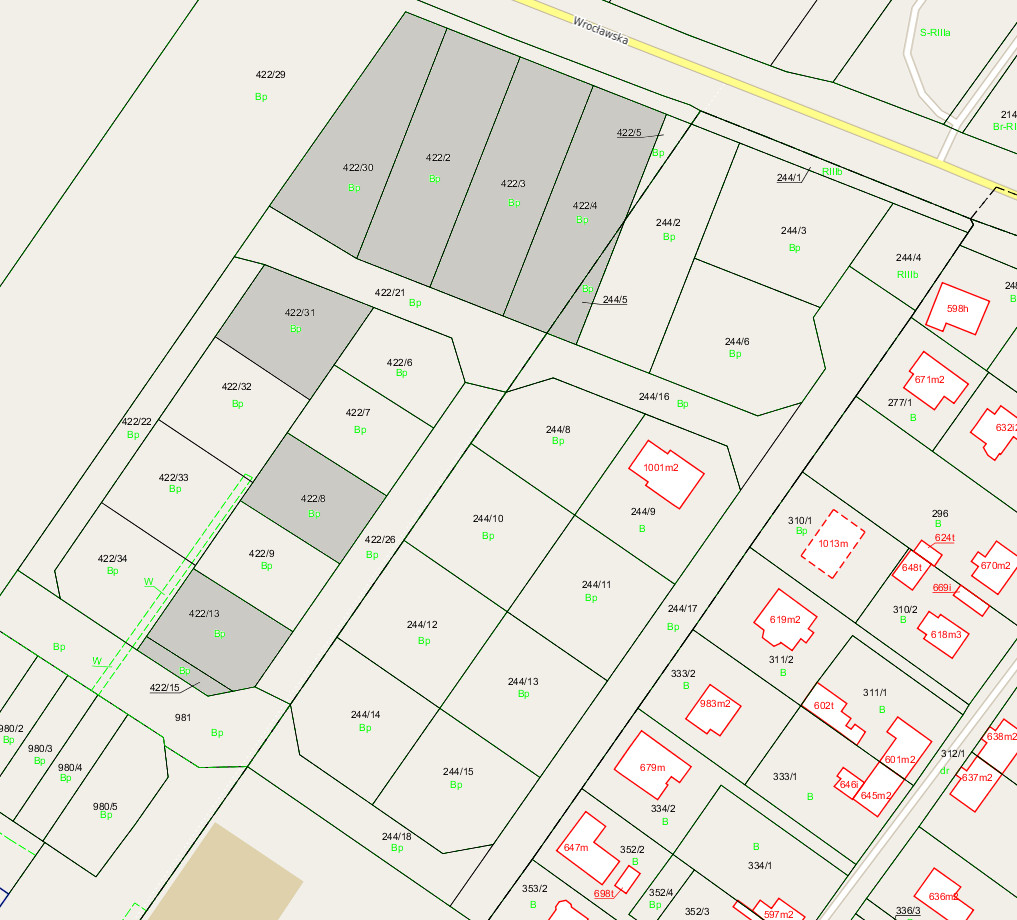 Wrocławska
S-RIIIa
422/29
Bp
214
Br-RII
422/5
Bp
422/2
Bp
422/30
Bp
244/1
RIIIb
422/3
Bp
422/4
Bp
244/2
Bp
244/3
Bp
244/4
RIIIb
248
B
422/21
Bp
Bp
244/5
598h
422/31
Bp
422/6
Bp
244/6
Bp
422/32
Bp
671m2
277/1
B
244/16
Bp
422/22
Bp
422/7
Bp
244/8
Bp
632i2
1001m2
422/33
Bp
422/8
Bp
244/9
B
244/10
Bp
310/1
Bp
296
B
1013m
624t
422/26
Bp
422/9
Bp
648t
670m2
422/34
Bp
W
244/11
Bp
669i
422/13
Bp
244/17
Bp
310/2
B
619m2
618m3
244/12
Bp
Bp
W
Bp
422/15
311/2
B
333/2
B
244/13
Bp
311/1
B
981
Bp
244/14
Bp
983m2
602t
980/2
Bp
980/3
Bp
638m2
980/4
Bp
679m
601m2
312/1
dr
244/15
Bp
333/1
B
646i
645m2
637m2
980/5
Bp
334/2
B
244/18
Bp
647m
352/2
B
B
334/1
353/2
B
698t
352/4
Bp
352/3
597m2
636m2
336/3